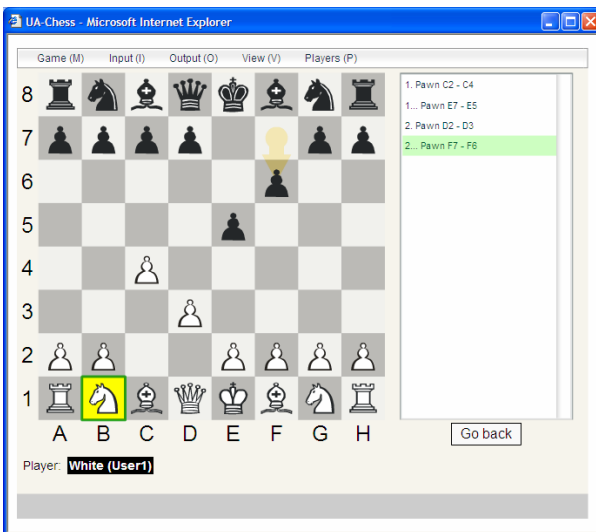 UA-Chess - Microsoft Internet Explorer
Game (M) Input (I) Output (O) View (V) Players (P)
8
7
6
5
4
3
2
1
A B C D E F G H
1. Pawn C2 - C4
1... Pawn E7 - E5
2. Pawn D2 - D3
2... Pawn F7 - F6
Go back
Player: White (User1)